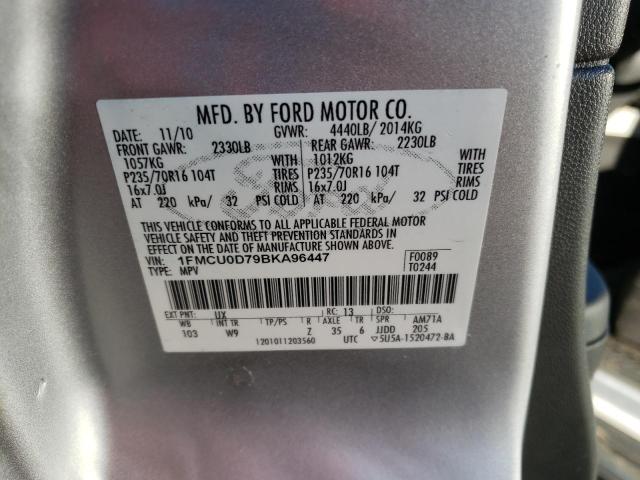 MFD. BY FORD MOTOR CO.
DATE: 11/10 GVWR: 4440LB/ 2014KG
FRONT GAWR: 2330LB REAR GAWR: 2230LB
1057KG WITH 1012KG WITH
P235/70R16 104T TIRES P235/70R16 104T TIRES
16x7.0J RIMS 16x7.0J RIMS
AT 220 kPa/ 32 PSI COLD AT 220 kPa/ 32 PSI COLD
THIS VEHICLE CONFORMS TO ALL APPLICABLE FEDERAL MOTOR
VEHICLE SAFETY AND THEFT PREVENTION STANDARDS IN
EFFECT ON THE DATE OF MANUFACTURE SHOWN ABOVE.
VIN: 1FMCU0D79BKA96447 F0089
TYPE: MPV T0244
EXT PNT: UX RC: 13 DSO:
WB INT TR TP/PS R AXLE TR SPR AM71A
103 W9 Z 35 6 JJDD 205
1201011203560 UTC ▽5U5A-1520472-BA